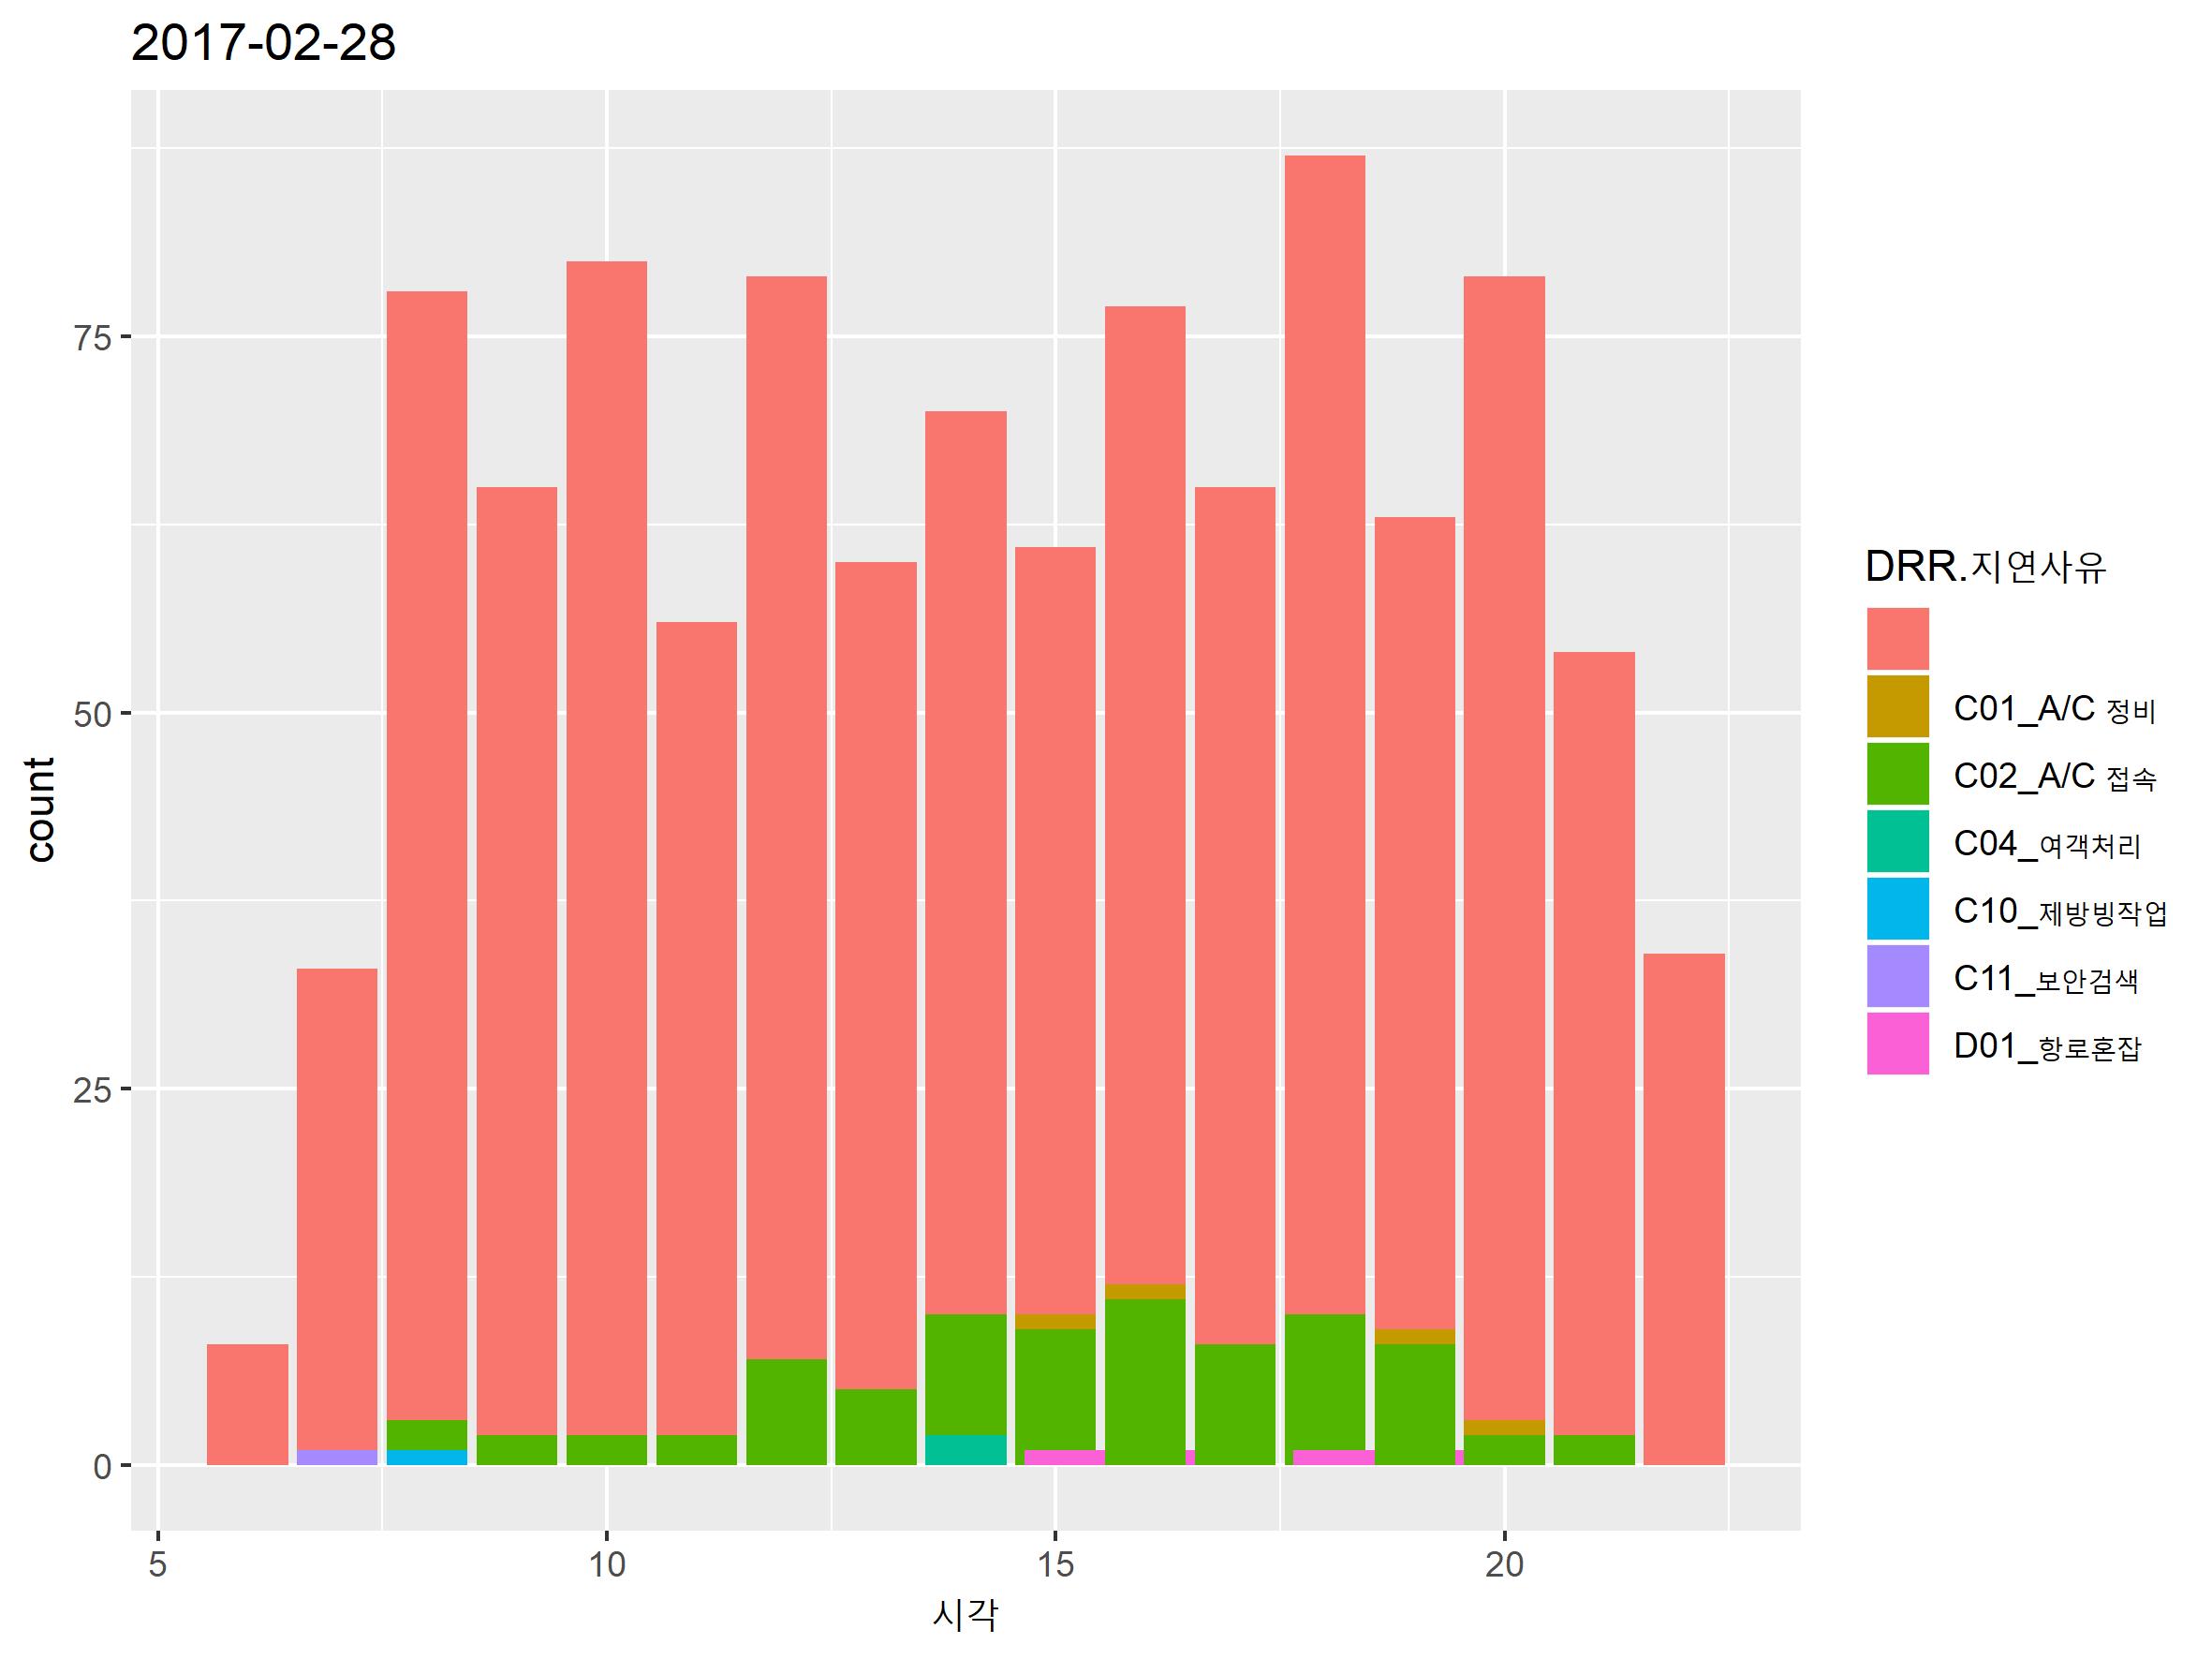 2017-02-28
75
50
25
0
count
5 10 15 20
시각
DRR.지연사유
C01_A/C 정비
C02_A/C 접속
C04_여객처리
C10_제방빙작업
C11_보안검색
D01_항로혼잡